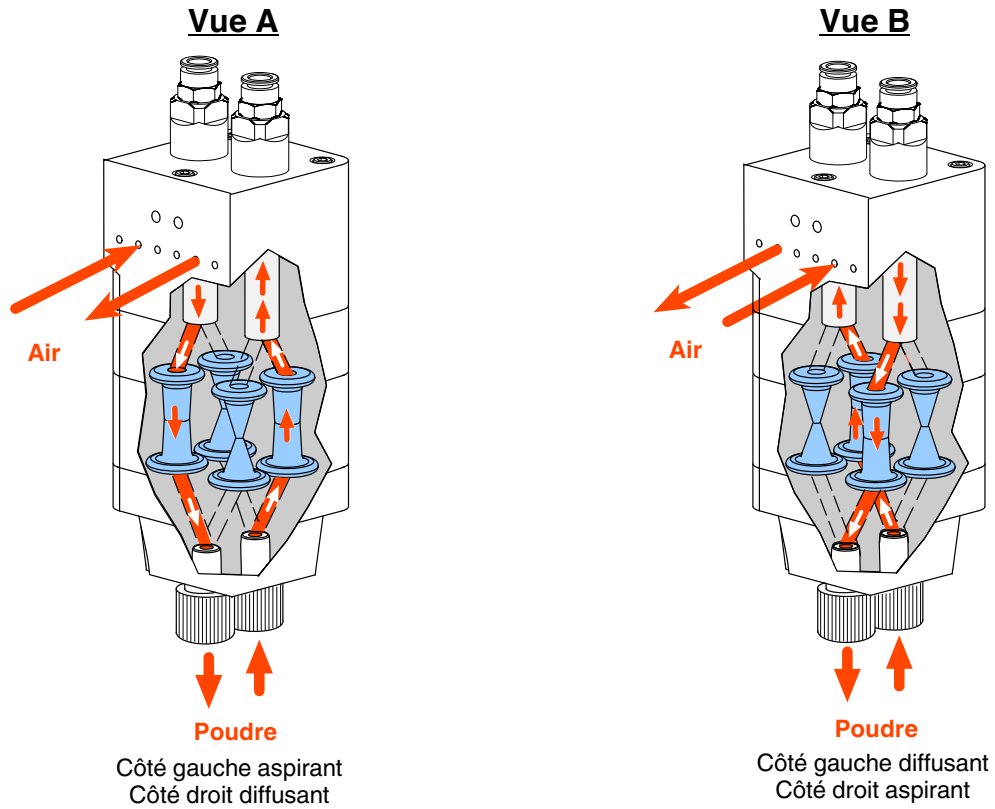 Vue A
Vue B
Air
Air
Poudre
Côté gauche aspirant
Côté droit diffusant
Poudre
Côté gauche diffusant
Côté droit aspirant